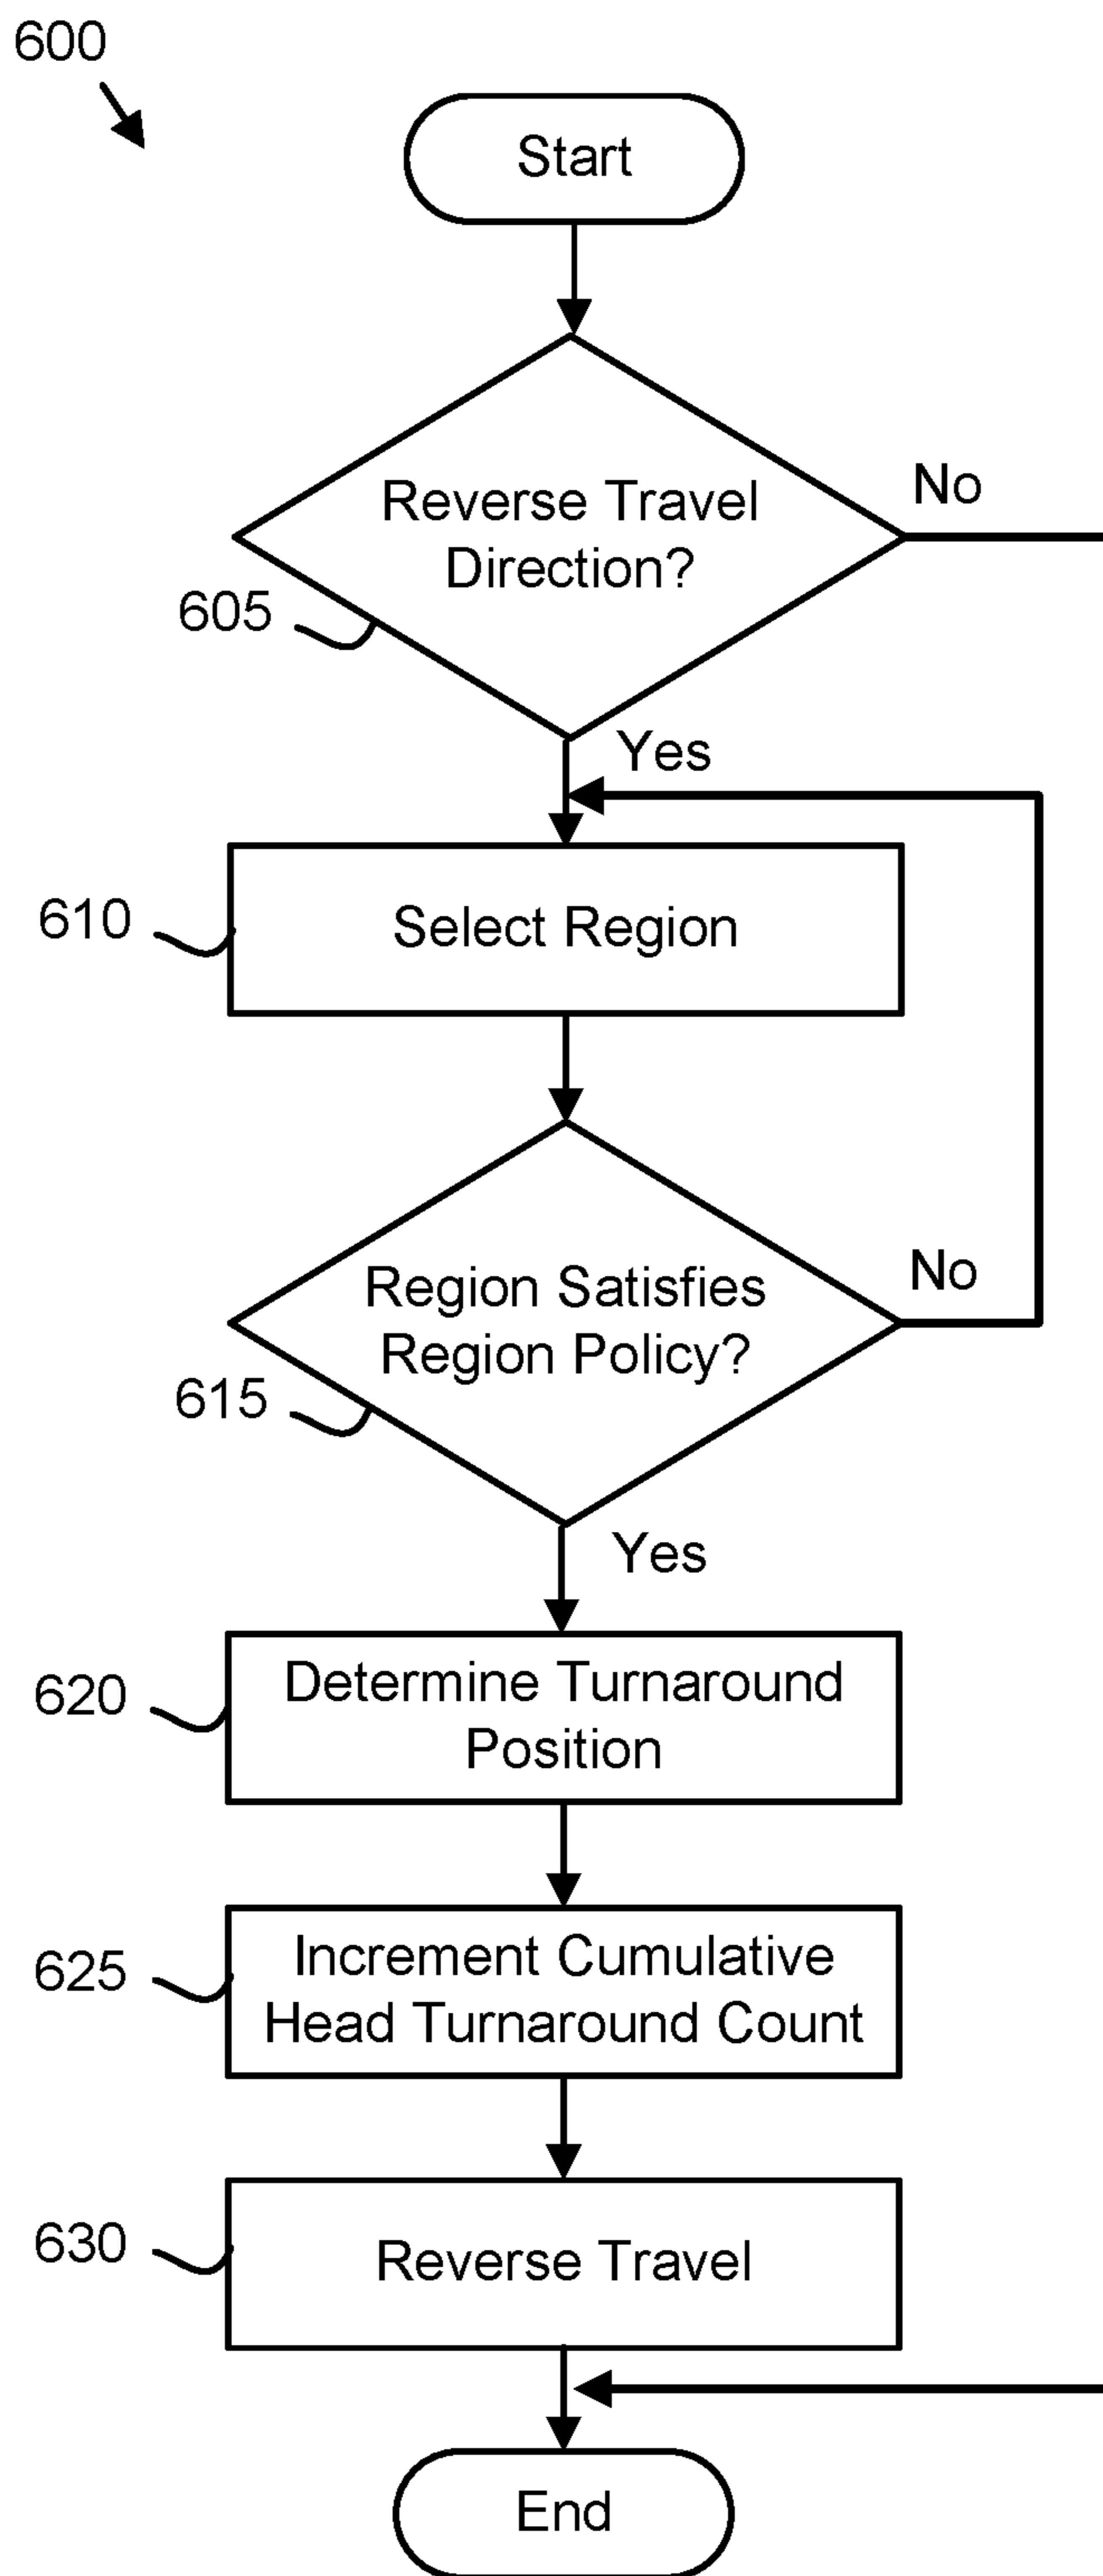 600
Start
Reverse Travel
Direction?
No
605
Yes
610
Select Region
Region Satisfies
Region Policy?
No
615
Yes
620
Determine Turnaround
Position
625
Increment Cumulative
Head Turnaround Count
630
Reverse Travel
End